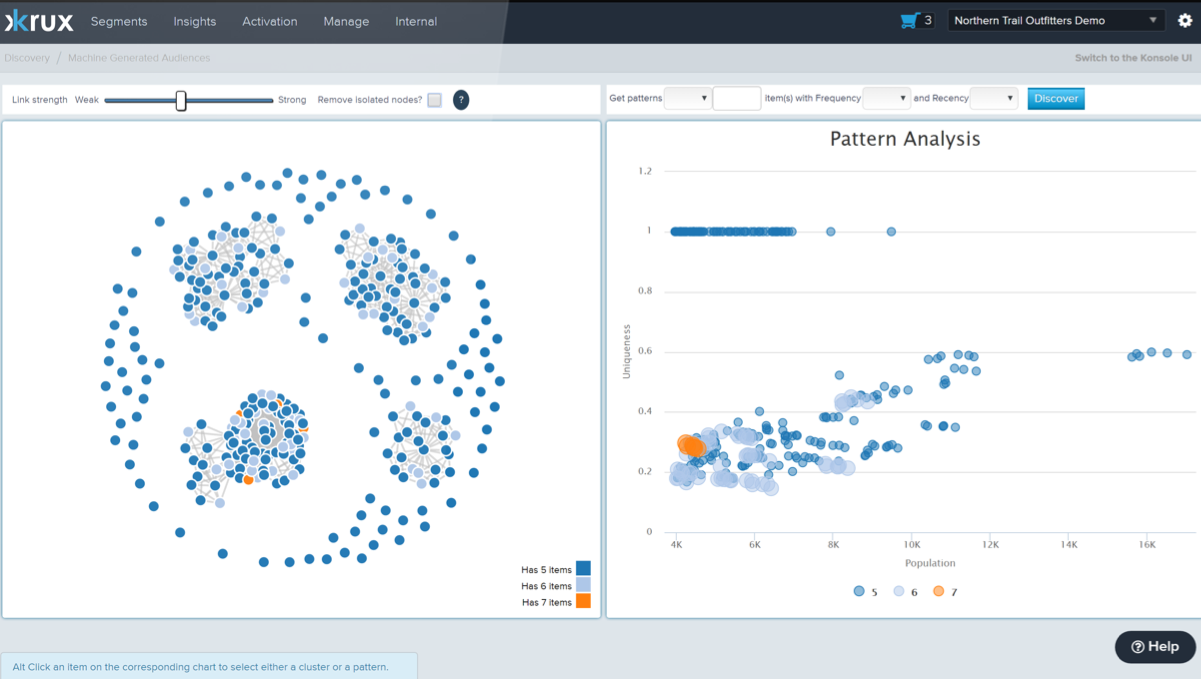 krux Segments Insights Activation Manage Internal 3 Northern Trail Outfitters Demo
Discovery / Machine Generated Audiences Switch to the Konsole UI
Link strength Weak Strong Remove isolated nodes? ?
Get patterns item(s) with Frequency and Recency Discover
Has 5 items
Has 6 items
Has 7 items
Pattern Analysis
Uniqueness
1.2
1
0.8
0.6
0.4
0.2
0
4K 6K 8K 10K 12K 14K 16K
Population
5 6 7
? Help
Alt Click an item on the corresponding chart to select either a cluster or a pattern.